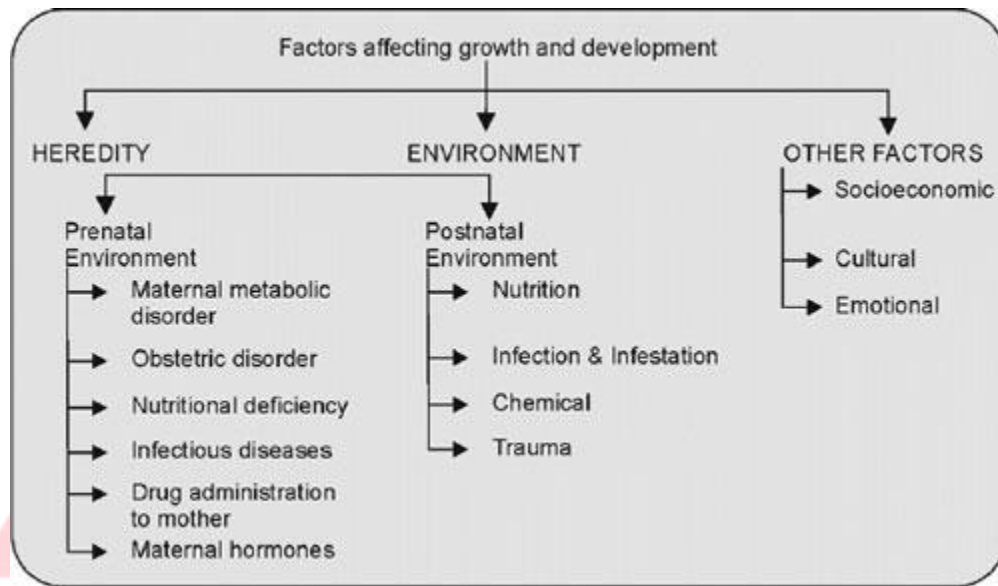 Factors affecting growth and development
HEREDITY
ENVIRONMENT
OTHER FACTORS
Prenatal
Environment
Maternal metabolic
disorder
Obstetric disorder
Nutritional deficiency
Infectious diseases
Drug administration
to mother
Maternal hormones
Postnatal
Environment
Nutrition
Infection & Infestation
Chemical
Trauma
Socioeconomic
Cultural
Emotional